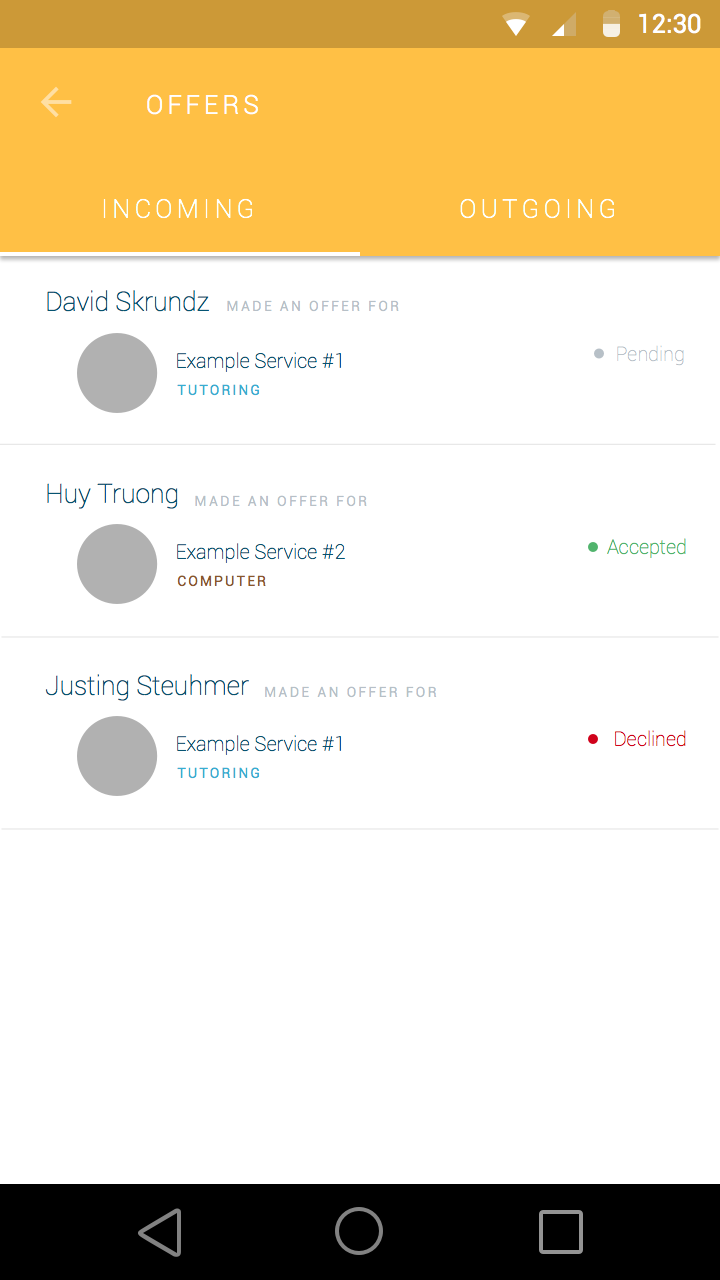 12:30
OFFERS
INCOMING OUTGOING
David Skrundz MADE AN OFFER FOR
Example Service #1
Pending
TUTORING
Huy Truong MADE AN OFFER FOR
Example Service #2
Accepted
COMPUTER
Justing Steuhmer MADE AN OFFER FOR
Example Service #1
Declined
TUTORING